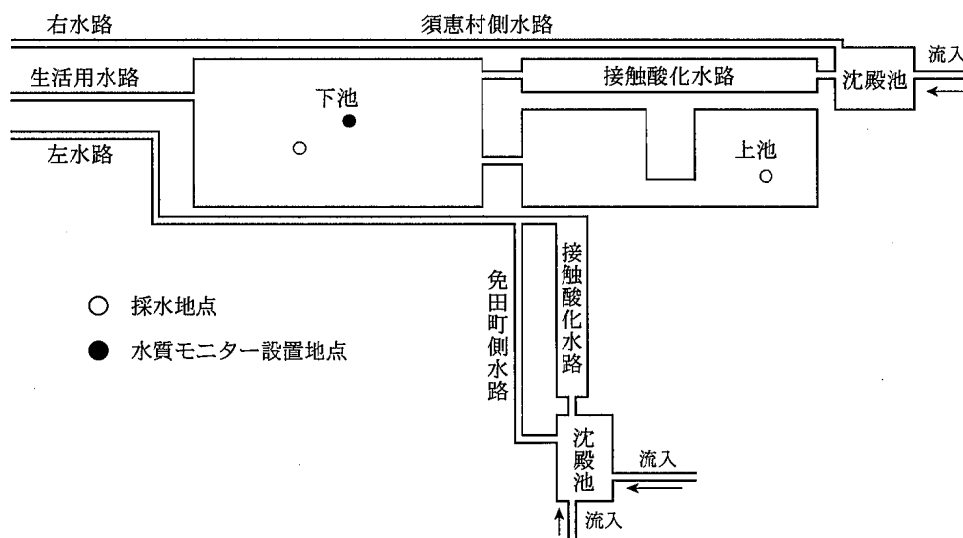 右水路
須恵村側水路
流入
生活用水路
接触酸化水路
沈殿池
下池
左水路
上池
接触酸化水路
免田町側水路
採水地点
水質モニター設置地点
沈殿池
流入
流入